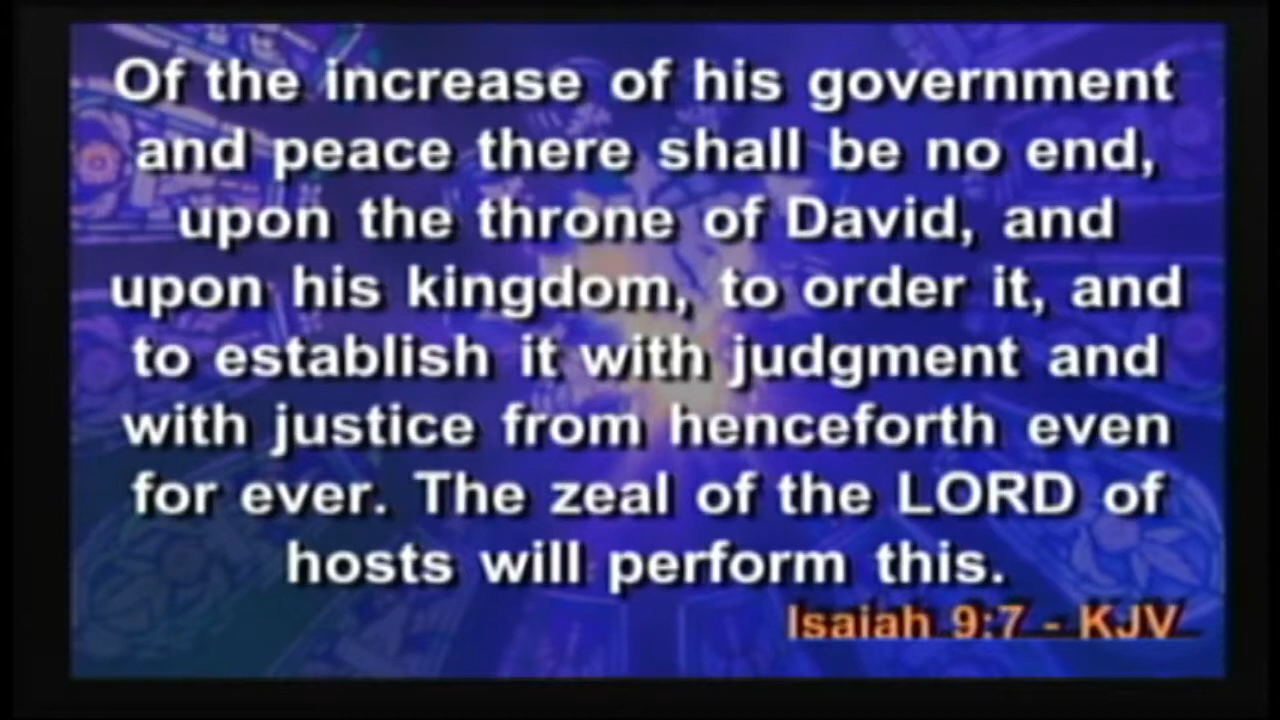 Of the increase of his government
and peace there shall be no end,
upon the throne of David, and
upon his kingdom, to order it, and
to establish it with judgment and
with justice from henceforth even
for ever. The zeal of the LORD of
hosts will perform this.
Isaiah 9:7 - KJV